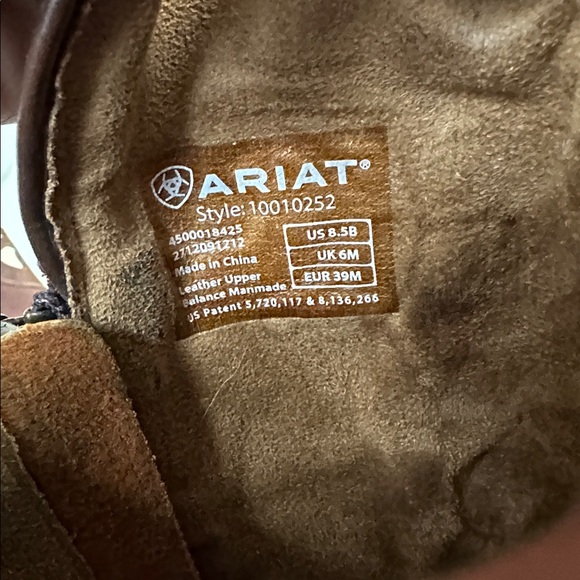 ARIAT®
Style: 10010252
4500018425
2712091212
Made in China
Leather Upper
Balance Manmade
US Patent 5,720,117 & 8,136,266
US 8.5B
UK 6M
EUR 39M